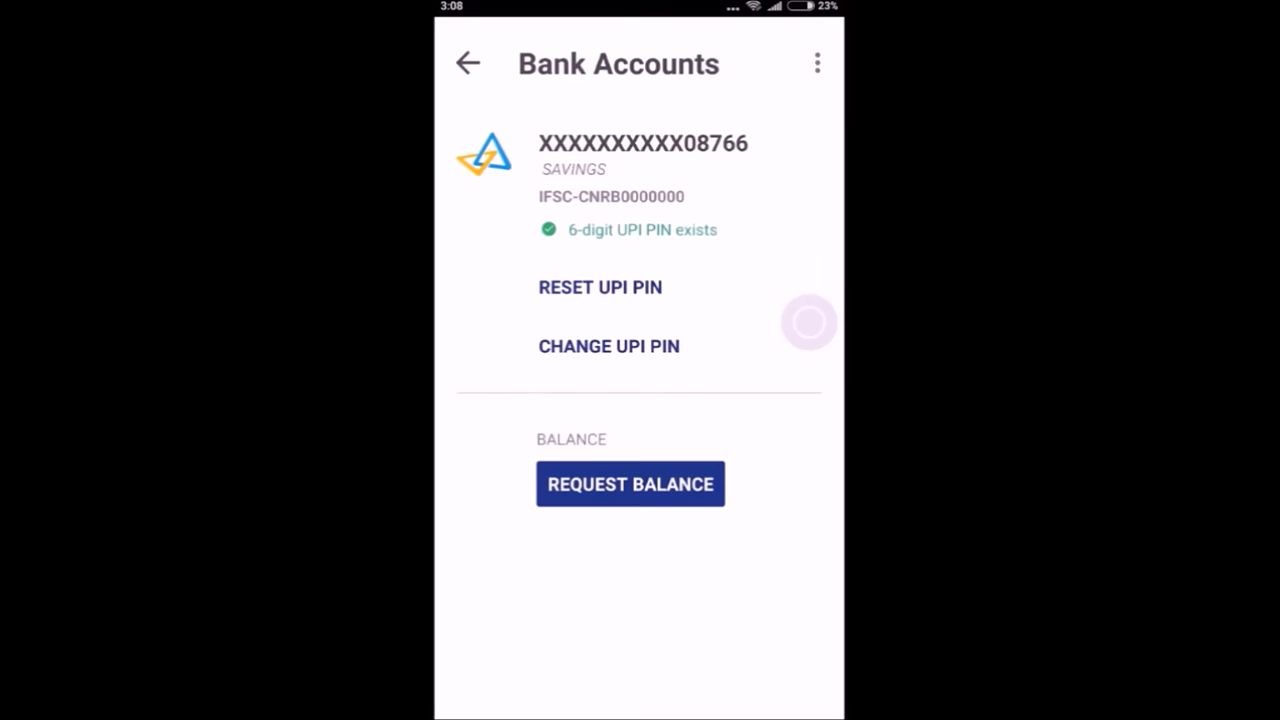 3:08
23%
Bank Accounts
XXXXXXXXXX08766
SAVINGS
IFSC-CNRB0000000
6-digit UPI PIN exists
RESET UPI PIN
CHANGE UPI PIN
BALANCE
REQUEST BALANCE